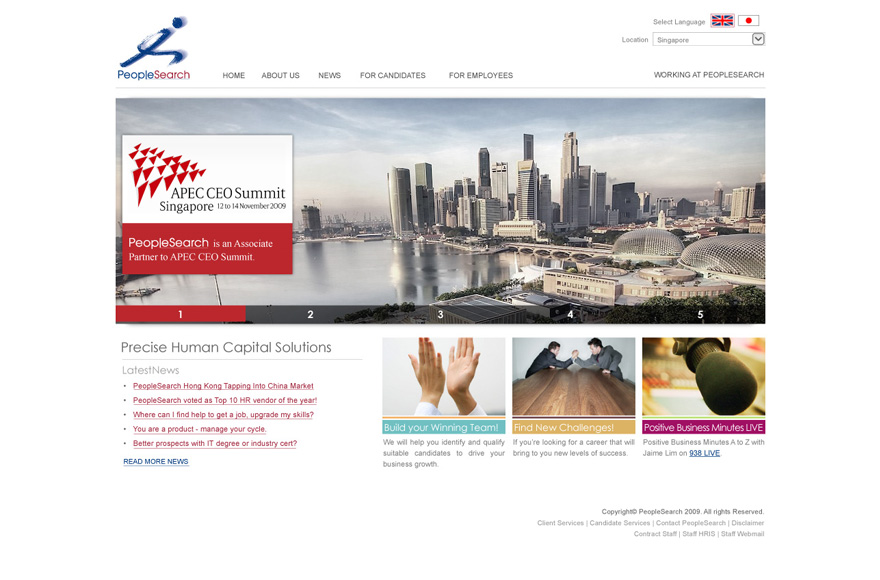 Select Language
Location Singapore
PeopleSearch
HOME ABOUT US NEWS FOR CANDIDATES FOR EMPLOYEES WORKING AT PEOPLESEARCH
APEC CEO Summit
Singapore 12 to 14 November 2009
PeopleSearch is an Associate
Partner to APEC CEO Summit.
1 2 3 4 5
Precise Human Capital Solutions
LatestNews
• PeopleSearch Hong Kong Tapping Into China Market
• PeopleSearch voted as Top 10 HR vendor of the year!
• Where can I find help to get a job, upgrade my skills?
• You are a product - manage your cycle.
• Better prospects with IT degree or industry cert?
READ MORE NEWS
Build your Winning Team!
We will help you identify and qualify
suitable candidates to drive your
business growth.
Find New Challenges!
If you're looking for a career that will
bring to you new levels of success.
Positive Business Minutes LIVE
Positive Business Minutes A to Z with
Jaime Lim on 938 LIVE.
Copyright© PeopleSearch 2009. All rights Reserved.
Client Services | Candidate Services | Contact PeopleSearch | Disclaimer
Contract Staff | Staff HRIS | Staff Webmail